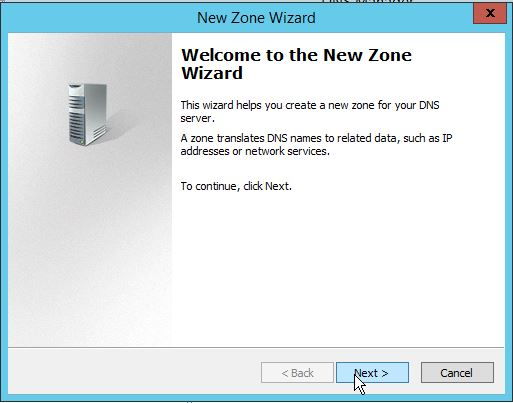 New Zone Wizard
x
Welcome to the New Zone
Wizard
This wizard helps you create a new zone for your DNS
server.
A zone translates DNS names to related data, such as IP
addresses or network services.
To continue, click Next.
< Back
Next >
Cancel